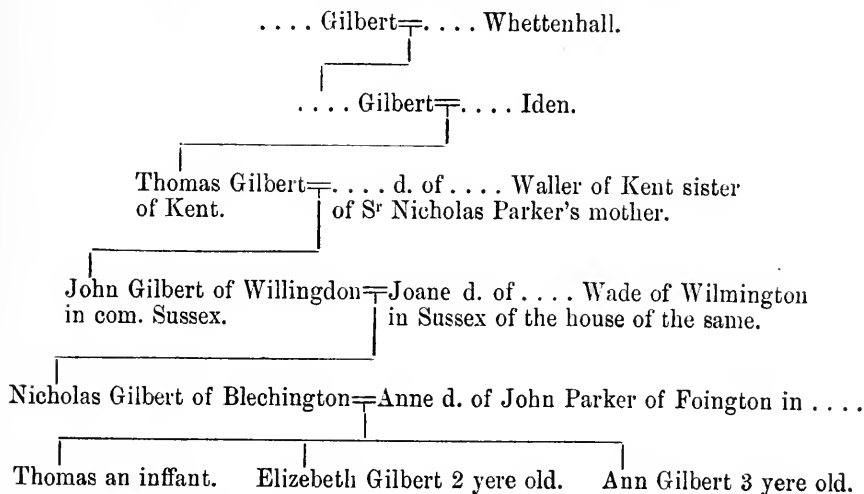 . . . . Gilbert=. . . . Whettenhall.
. . . . Gilbert=. . . . Iden.
Thomas Gilbert=. . . . d. of . . . . Waller of Kent sister
of Kent. of Sʳ Nicholas Parker's mother.
John Gilbert of Willingdon=Joane d. of . . . . Wade of Wilmington
in com. Sussex. in Sussex of the house of the same.
Nicholas Gilbert of Blechington=Anne d. of John Parker of Foington in . . . .
Thomas an inffant. Elizebeth Gilbert 2 yere old. Ann Gilbert 3 yere old.